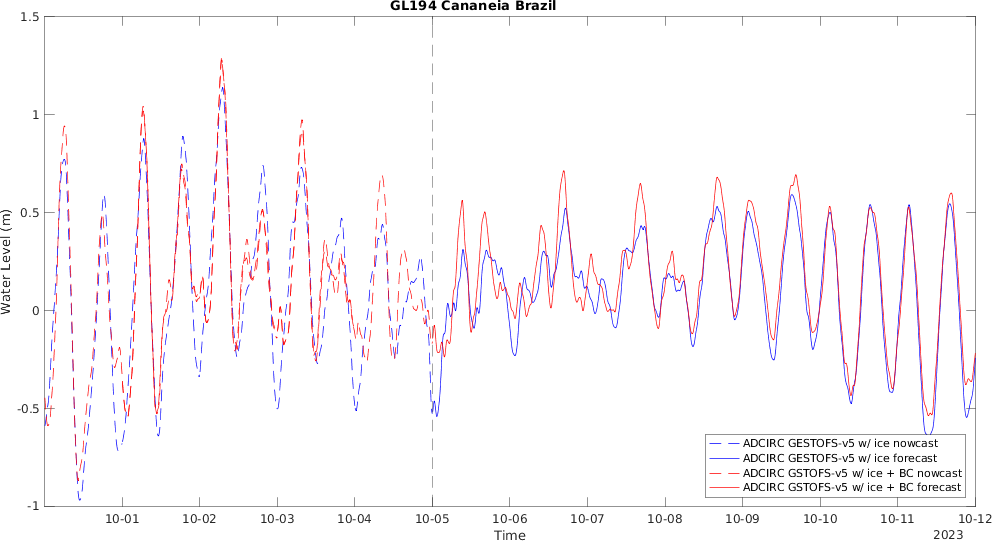 GL194 Cananeia Brazil
1.5
1
0.5
0
-0.5
-1
Water Level (m)
10-01 10-02 10-03 10-04 10-05 10-06 10-07 10-08 10-09 10-10 10-11 10-12
Time
2023
ADCIRC GESTOFS-v5 w/ ice nowcast
ADCIRC GESTOFS-v5 w/ ice forecast
ADCIRC GSTOFS-v5 w/ ice + BC nowcast
ADCIRC GSTOFS-v5 w/ ice + BC forecast